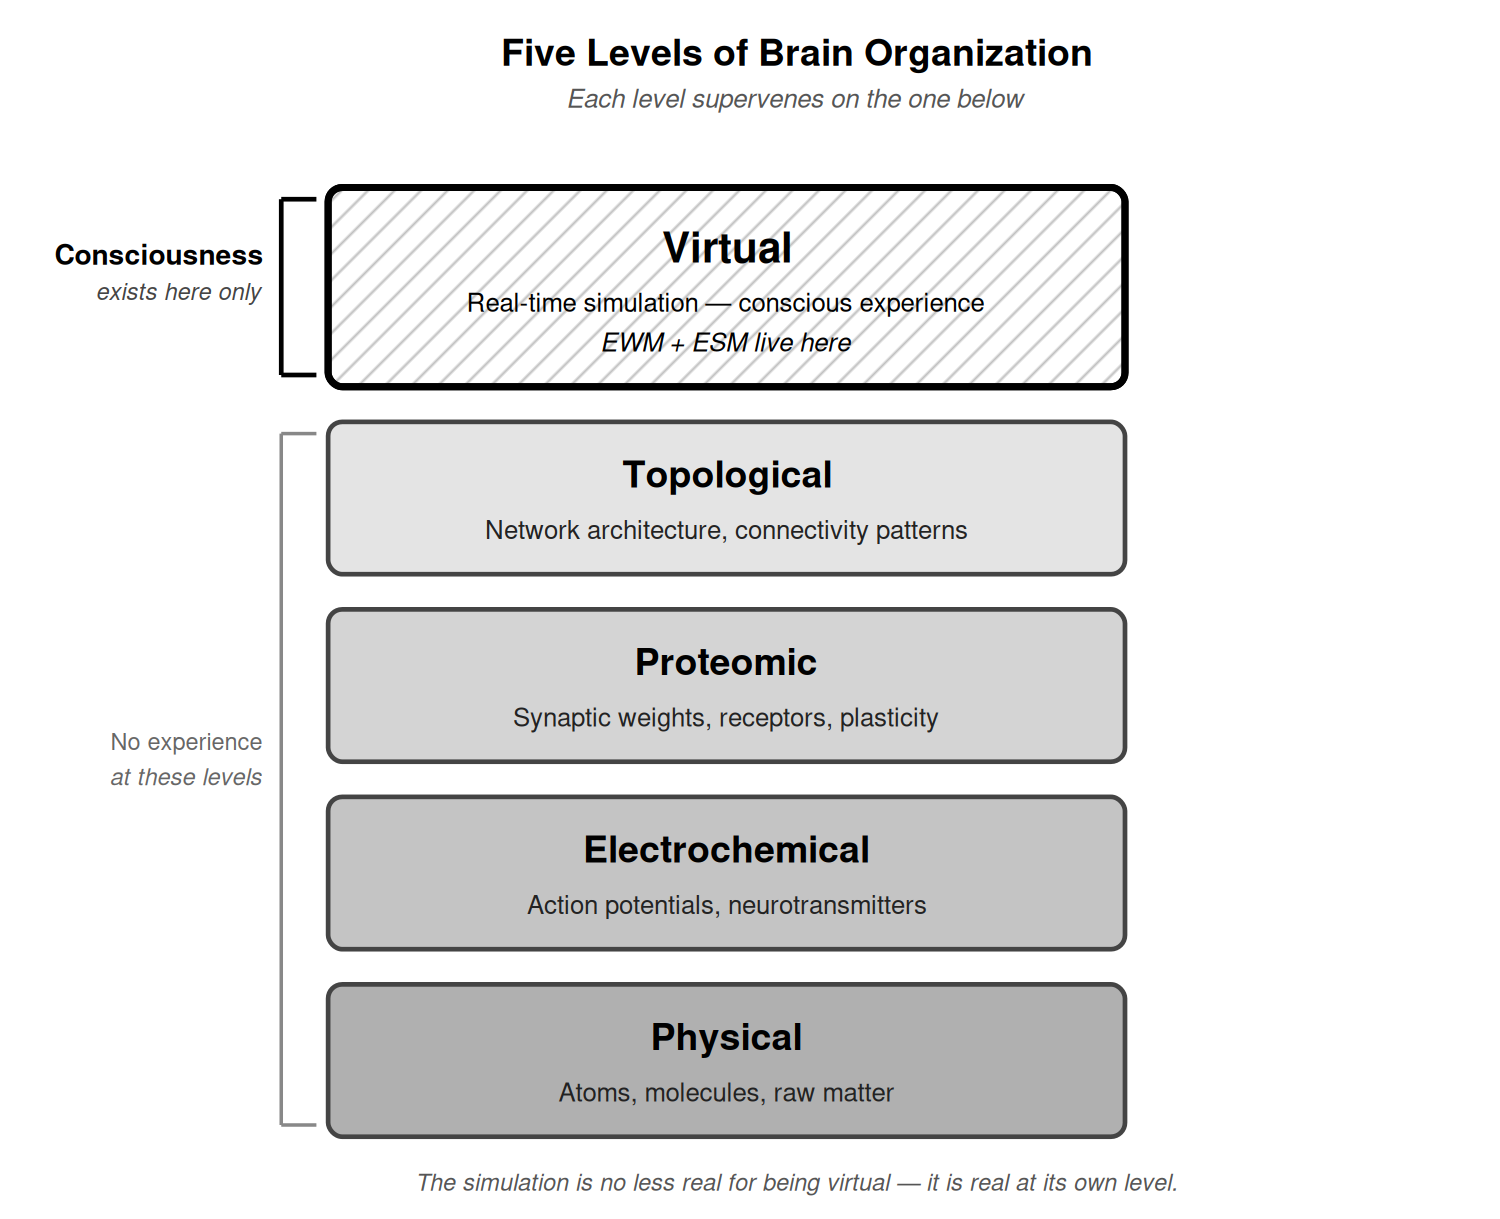 Five Levels of Brain Organization
Each level supervenes on the one below
Consciousness
exists here only
Virtual
Real-time simulation — conscious experience
EWM + ESM live here
Topological
Network architecture, connectivity patterns
Proteomic
Synaptic weights, receptors, plasticity
No experience
at these levels
Electrochemical
Action potentials, neurotransmitters
Physical
Atoms, molecules, raw matter
The simulation is no less real for being virtual — it is real at its own level.